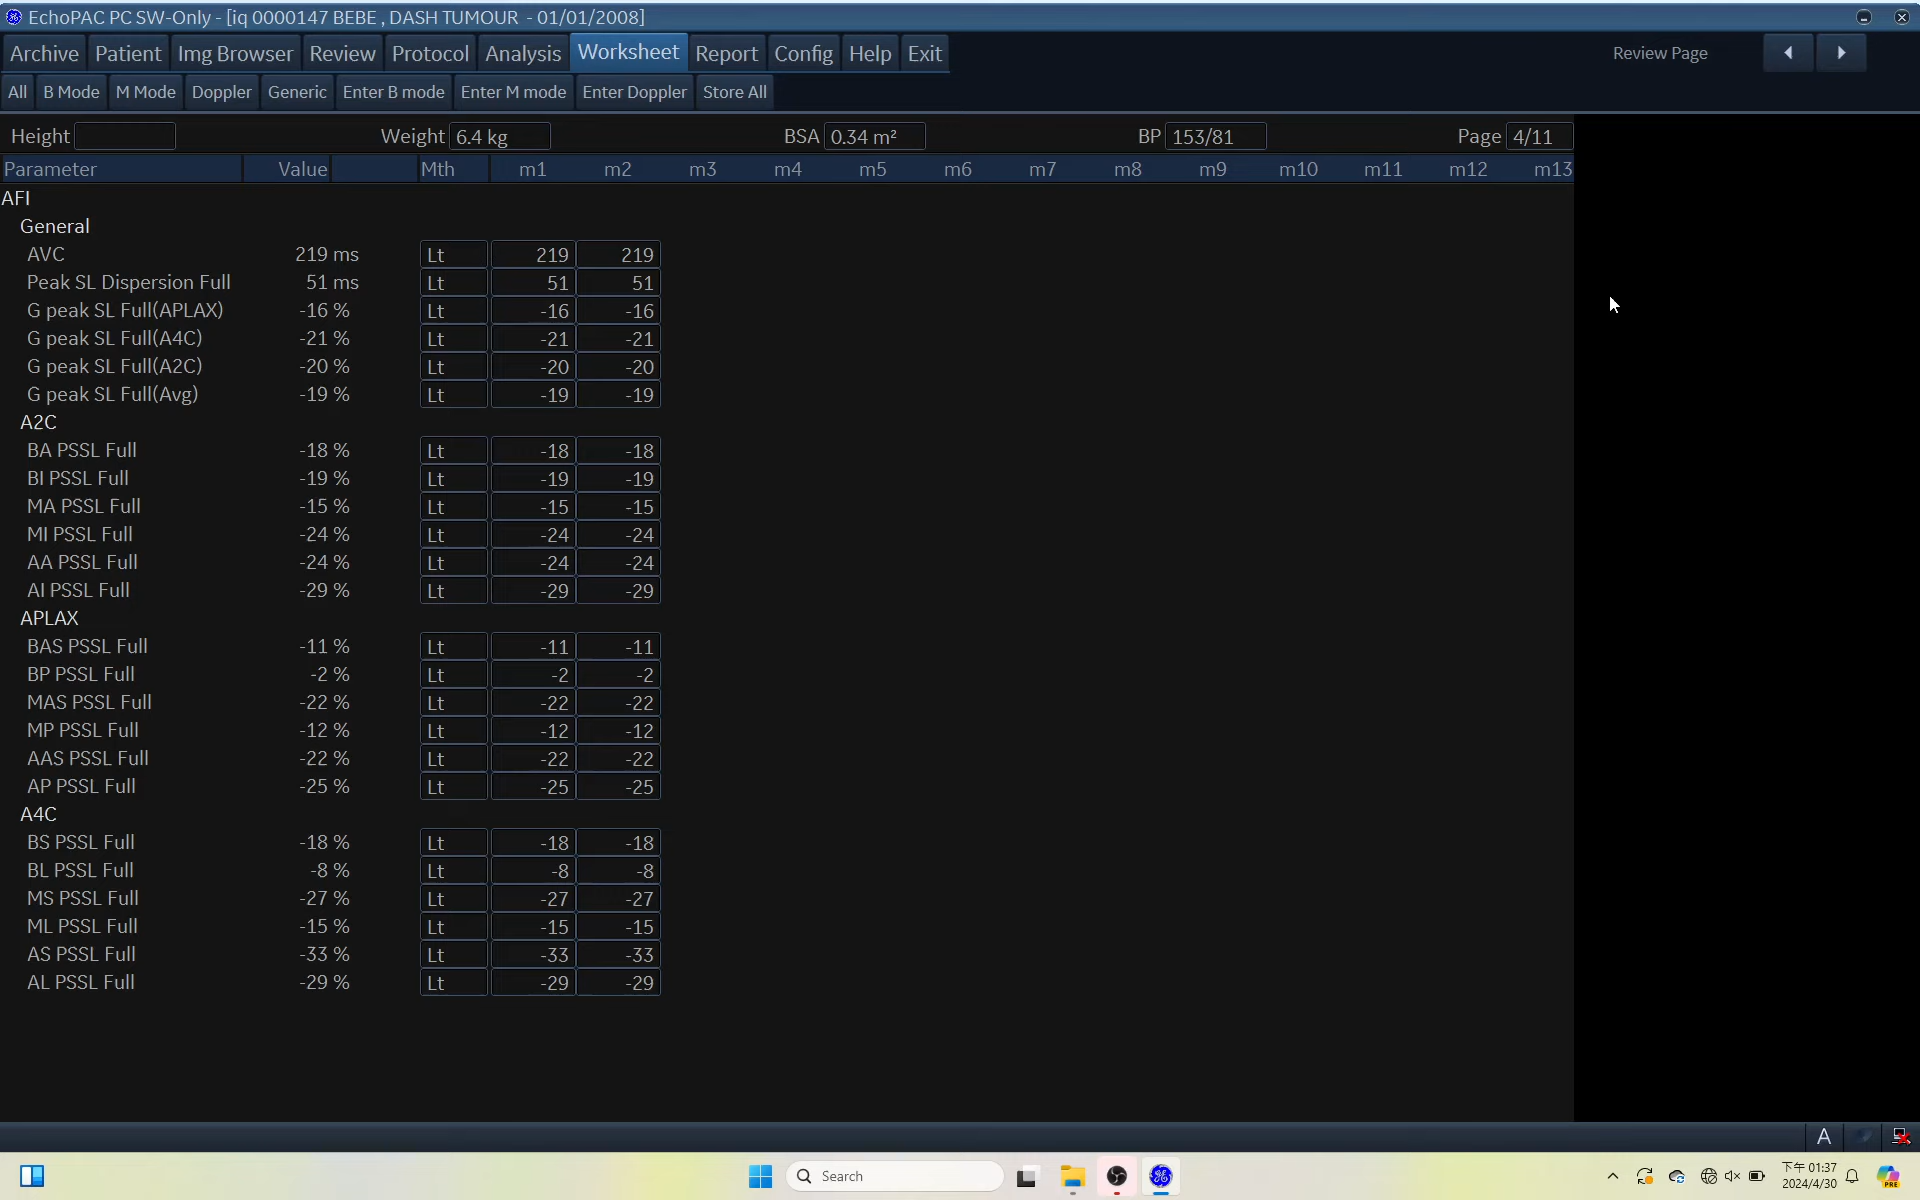 EchoPAC PC SW-Only - [iq 0000147 BEBE , DASH TUMOUR - 01/01/2008]
Archive Patient Img Browser Review Protocol Analysis Worksheet Report Config Help Exit Review Page
All B Mode M Mode Doppler Generic Enter B mode Enter M mode Enter Doppler Store All
Height Weight 6.4 kg BSA 0.34 m² BP 153/81 Page 4/11
Parameter Value Mth m1 m2 m3 m4 m5 m6 m7 m8 m9 m10 m11 m12 m13
AFI
General
AVC 219 ms Lt 219 219
Peak SL Dispersion Full 51 ms Lt 51 51
G peak SL Full(APLAX) -16 % Lt -16 -16
G peak SL Full(A4C) -21 % Lt -21 -21
G peak SL Full(A2C) -20 % Lt -20 -20
G peak SL Full(Avg) -19 % Lt -19 -19
A2C
BA PSSL Full -18 % Lt -18 -18
BI PSSL Full -19 % Lt -19 -19
MA PSSL Full -15 % Lt -15 -15
MI PSSL Full -24 % Lt -24 -24
AA PSSL Full -24 % Lt -24 -24
AI PSSL Full -29 % Lt -29 -29
APLAX
BAS PSSL Full -11 % Lt -11 -11
BP PSSL Full -2 % Lt -2 -2
MAS PSSL Full -22 % Lt -22 -22
MP PSSL Full -12 % Lt -12 -12
AAS PSSL Full -22 % Lt -22 -22
AP PSSL Full -25 % Lt -25 -25
A4C
BS PSSL Full -18 % Lt -18 -18
BL PSSL Full -8 % Lt -8 -8
MS PSSL Full -27 % Lt -27 -27
ML PSSL Full -15 % Lt -15 -15
AS PSSL Full -33 % Lt -33 -33
AL PSSL Full -29 % Lt -29 -29
A
Search
下午 01:37
2024/4/30
PRE